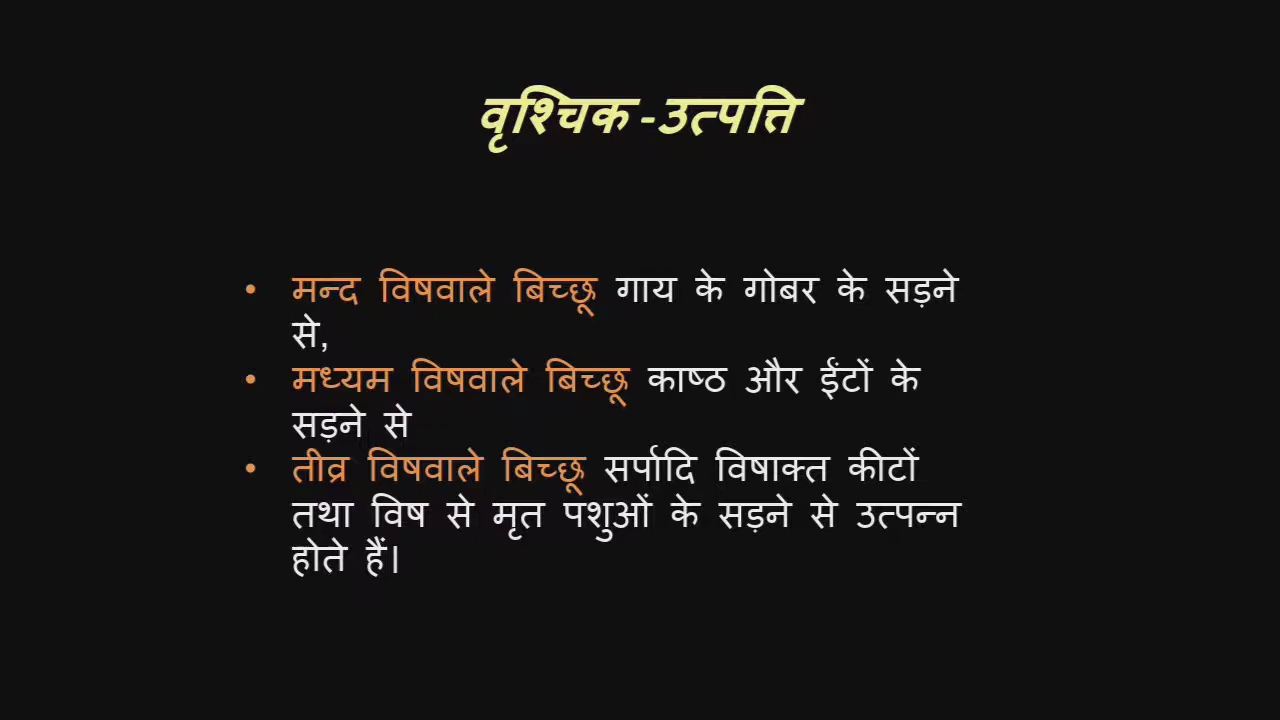 वृश्चिक -उत्पत्ति
• मन्द विषवाले बिच्छू गाय के गोबर के सड़ने
से,
• मध्यम विषवाले बिच्छू काष्ठ और ईंटों के
सड़ने से
• तीव्र विषवाले बिच्छू सर्पादि विषाक्त कीटों
तथा विष से मृत पशुओं के सड़ने से उत्पन्न
होते हैं।